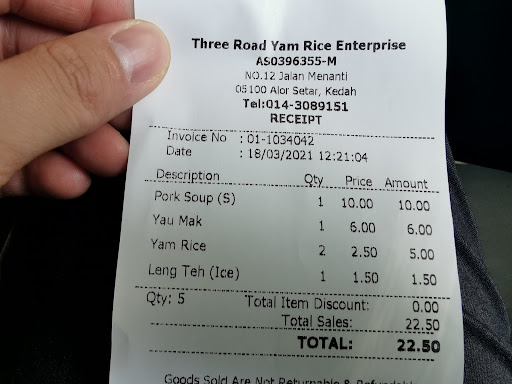 Three Road Yam Rice Enterprise
AS0396355-M
NO.12 Jalan Menanti
05100 Alor Setar, Kedah
Tel:014-3089151
RECEIPT
Invoice No : 01-1034042
Date : 18/03/2021 12:21:04
Description Qty Price Amount
Pork Soup (S) 1 10.00 10.00
Yau Mak 1 6.00 6.00
Yam Rice 2 2.50 5.00
Leng Teh (Ice) 1 1.50 1.50
Qty: 5 Total Item Discount: 0.00
Total Sales: 22.50
TOTAL: 22.50
Goods Sold Are Not Returnable & Refundable